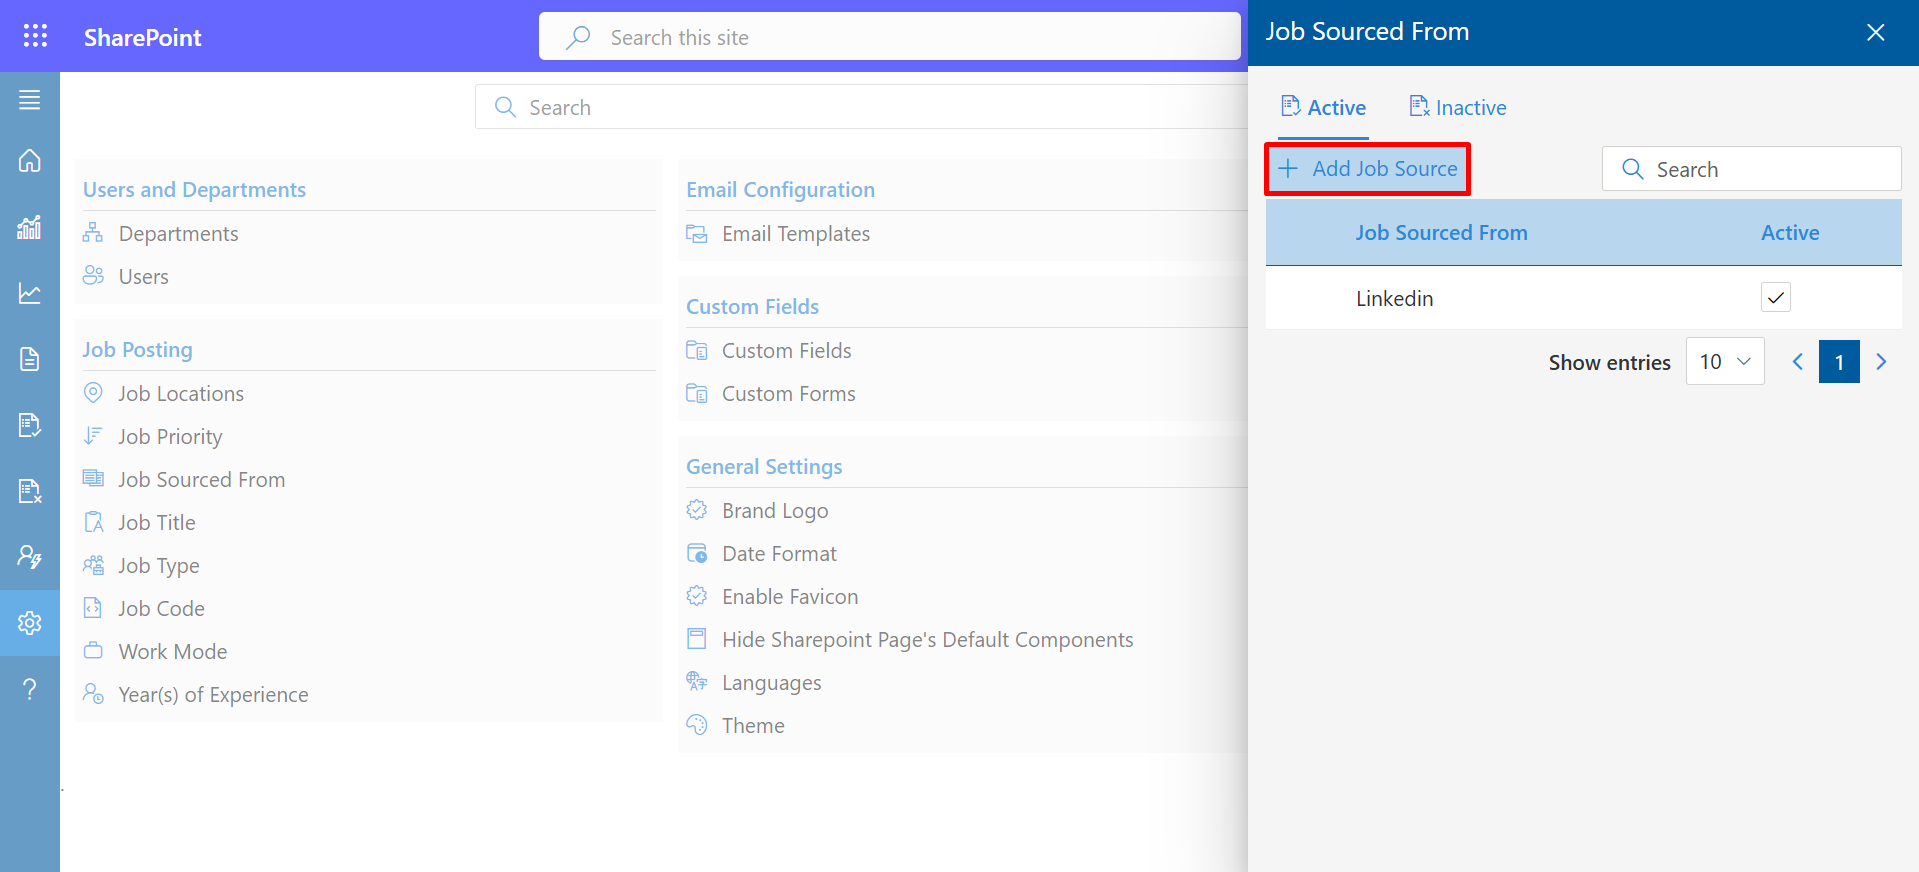 SharePoint
Search this site
Search
Users and Departments
Departments
Users
Job Posting
Job Locations
Job Priority
Job Sourced From
Job Title
Job Type
Job Code
Work Mode
Year(s) of Experience
Email Configuration
Email Templates
Custom Fields
Custom Fields
Custom Forms
General Settings
Brand Logo
Date Format
Enable Favicon
Hide Sharepoint Page's Default Components
Languages
Theme
Job Sourced From
Active Inactive
Add Job Source Search
Job Sourced From Active
Linkedin
Show entries 10 1